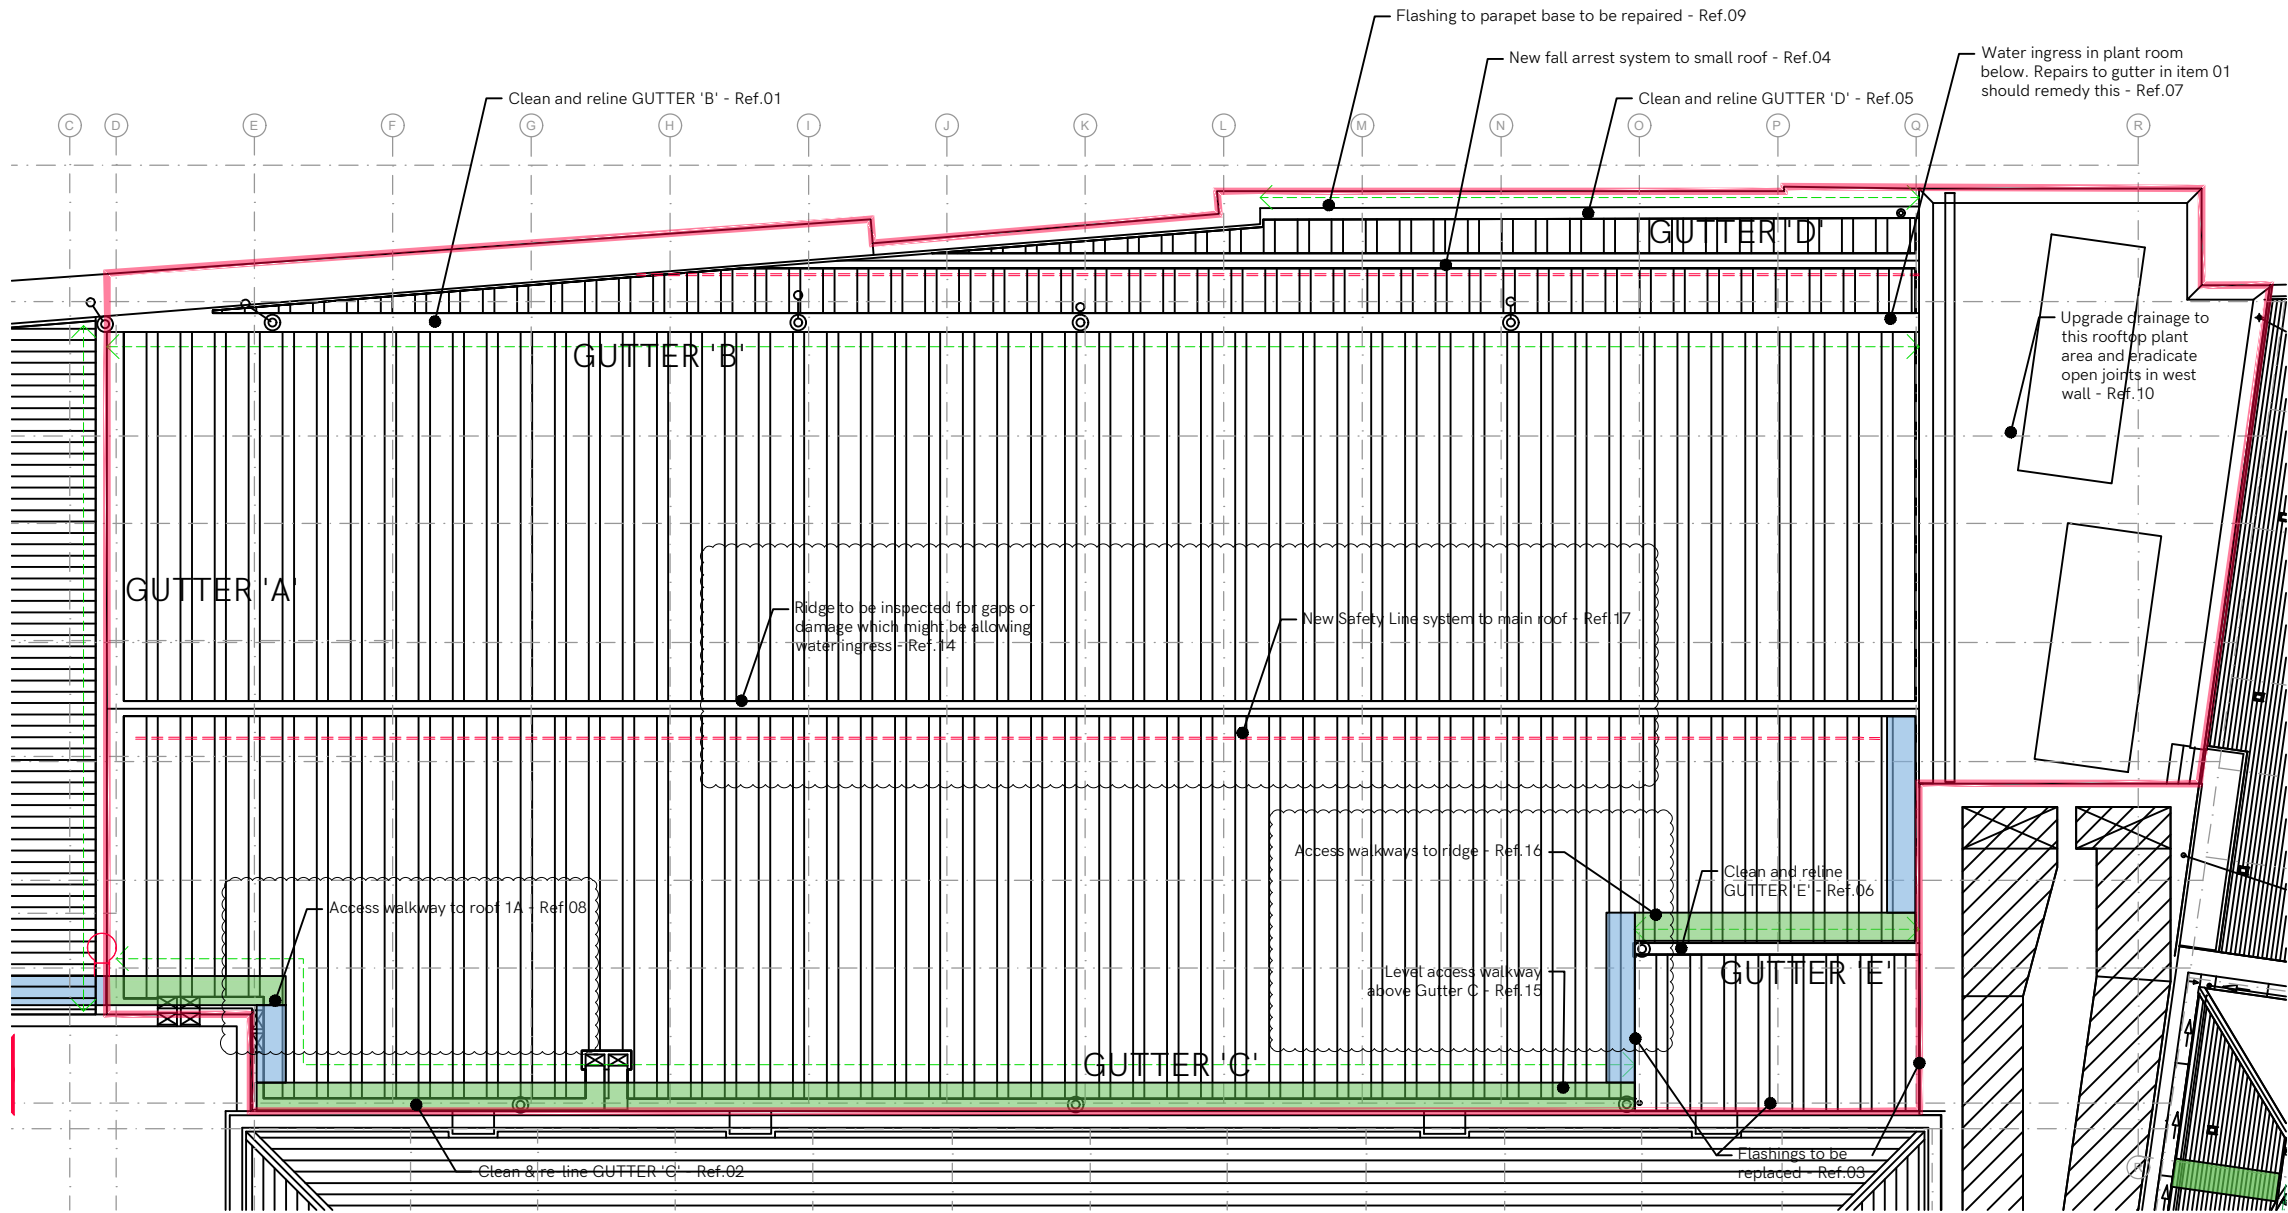 Flashing to parapet base to be repaired - Ref.09
New fall arrest system to small roof - Ref.04
Water ingress in plant room
below. Repairs to gutter in item 01
should remedy this - Ref.07
Clean and reline GUTTER 'B' - Ref.01
Clean and reline GUTTER 'D' - Ref.05
C
D
E
F
G
H
I
J
K
L
M
N
O
P
Q
R
GUTTER 'D'
GUTTER 'B'
Upgrade drainage to
this rooftop plant
area and eradicate
open joints in west
wall - Ref.10
GUTTER 'A'
Ridge to be inspected for gaps or
damage which might be allowing
water ingress - Ref.14
New Safety Line system to main roof - Ref.17
Access walkways to ridge - Ref.16
Clean and reline
GUTTER 'E' - Ref.06
Access walkway to roof 1A - Ref.08
Level access walkway
above Gutter C - Ref.15
GUTTER 'E'
GUTTER 'C'
Flashings to be
replaced - Ref.03
Clean & re-line GUTTER 'C' - Ref.02
R